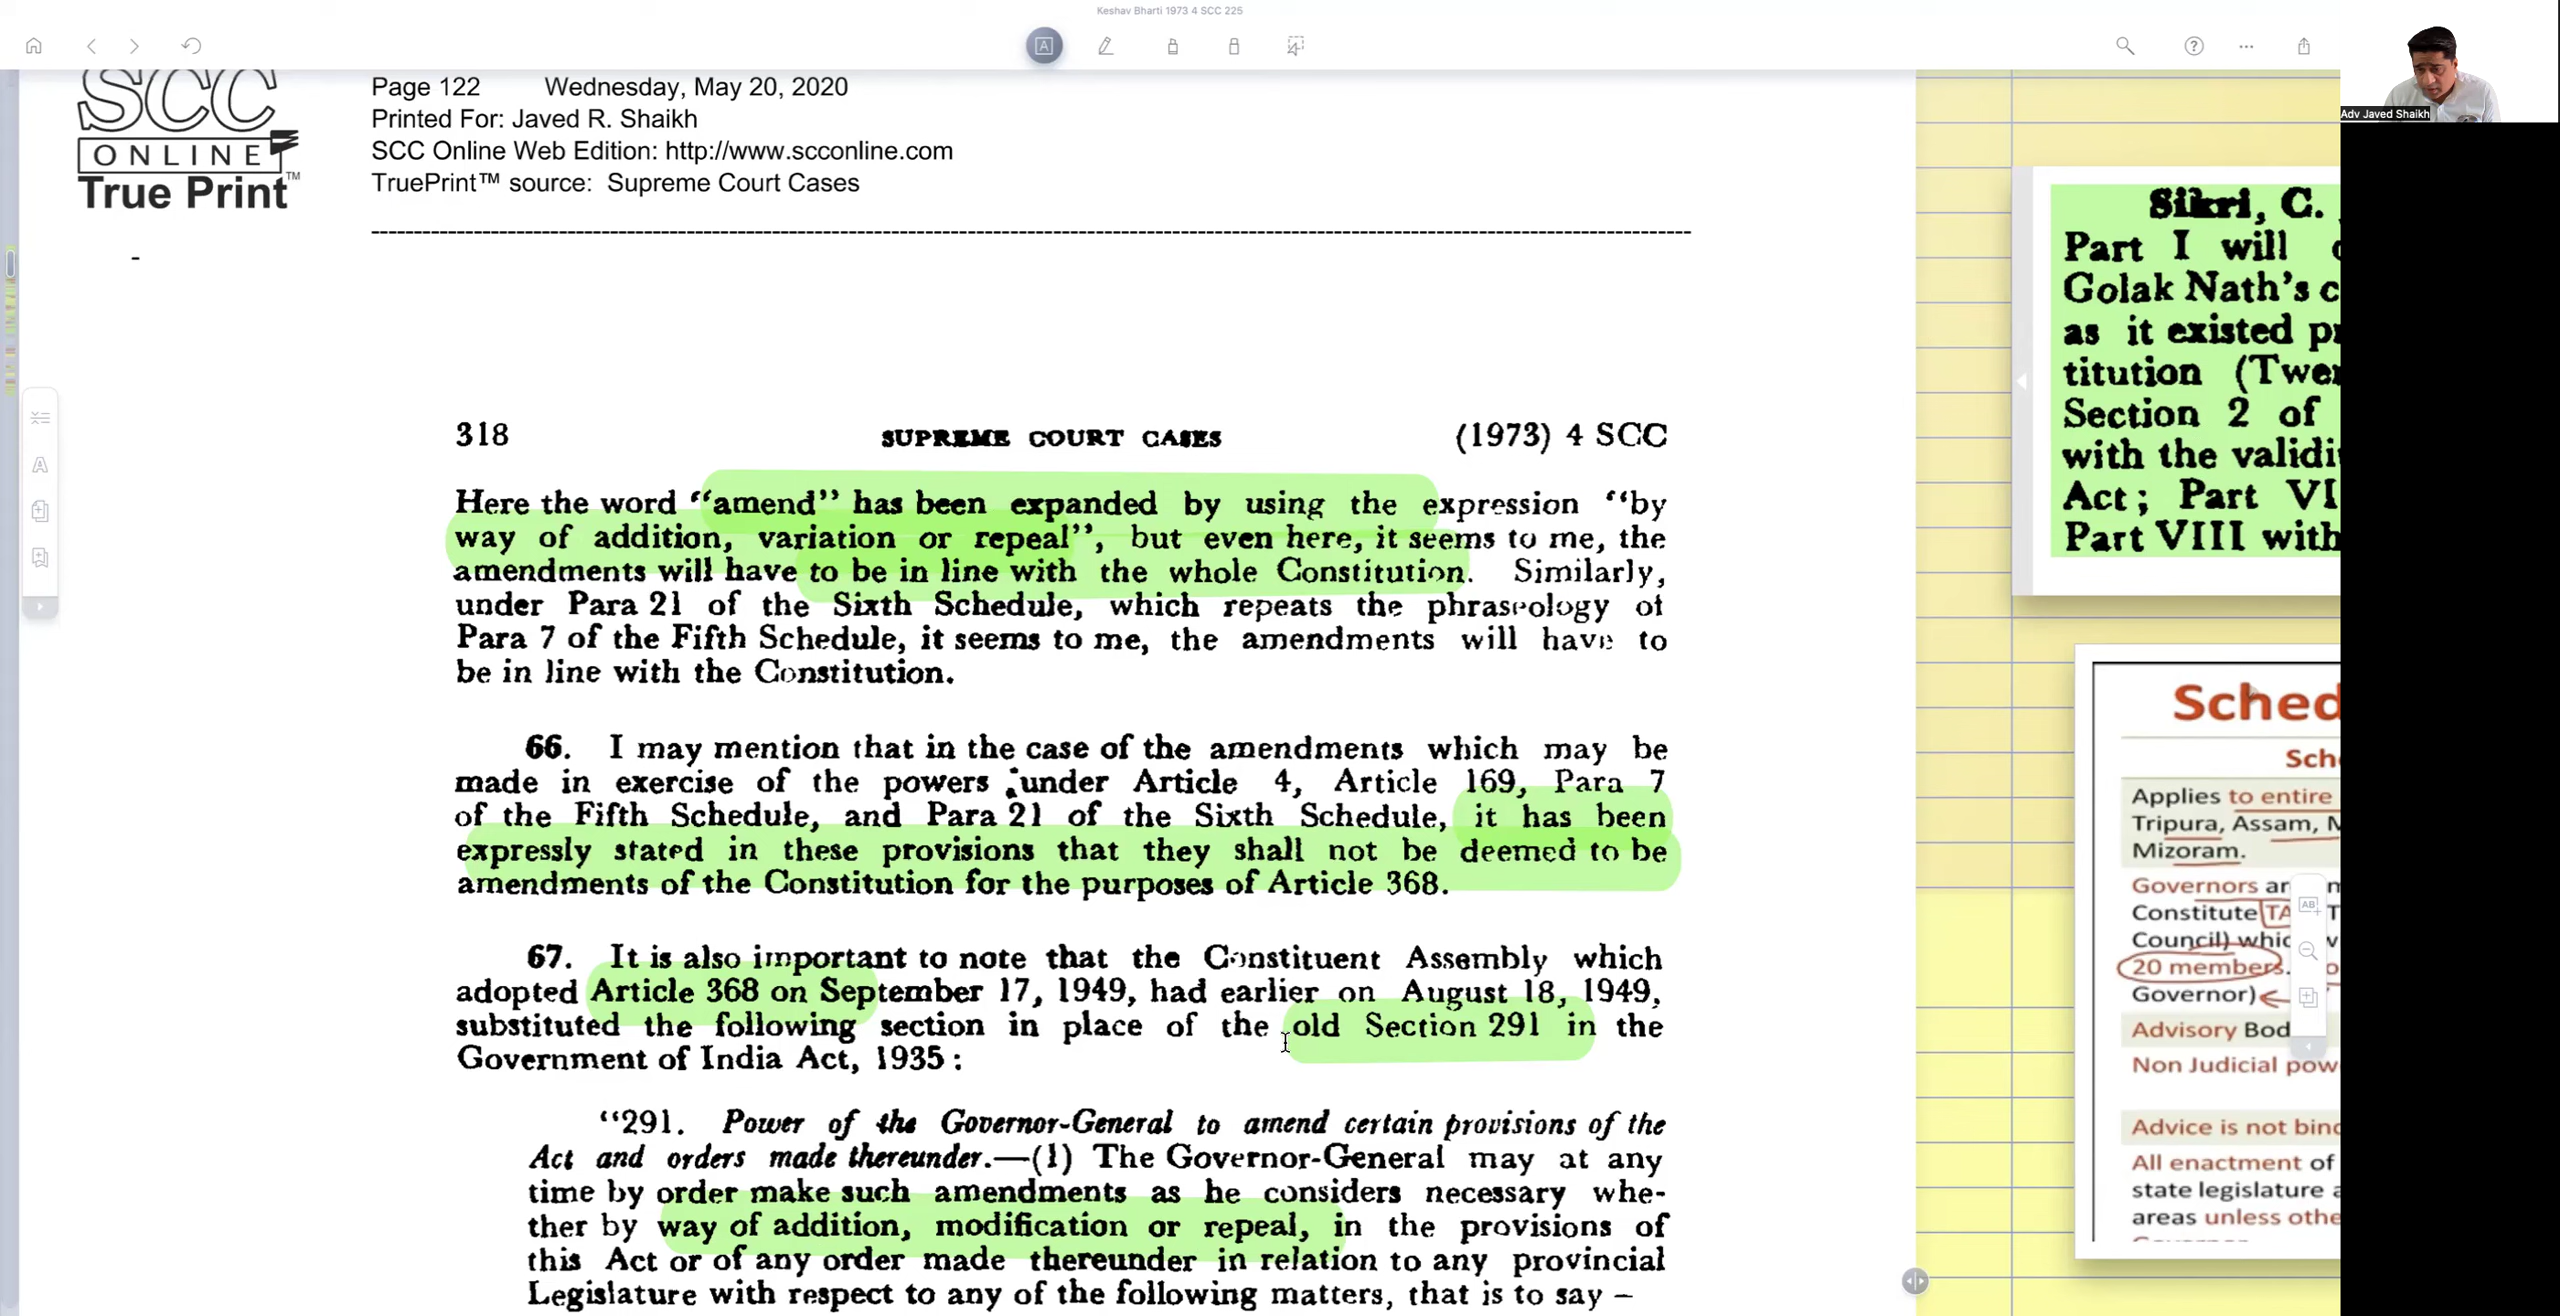 Keshav Bharti 1973 4 SCC 225
SCC
ONLINE
True Print™
Page 122 Wednesday, May 20, 2020
Printed For: Javed R. Shaikh
SCC Online Web Edition: http://www.scconline.com
TruePrint™ source: Supreme Court Cases
318 SUPREME COURT CASES (1973) 4 SCC
Here the word “amend” has been expanded by using the expression “by
way of addition, variation or repeal”, but even here, it seems to me, the
amendments will have to be in line with the whole Constitution. Similarly,
under Para 21 of the Sixth Schedule, which repeats the phraseology of
Para 7 of the Fifth Schedule, it seems to me, the amendments will have to
be in line with the Constitution.
66. I may mention that in the case of the amendments which may be
made in exercise of the powers under Article 4, Article 169, Para 7
of the Fifth Schedule, and Para 21 of the Sixth Schedule, it has been
expressly stated in these provisions that they shall not be deemed to be
amendments of the Constitution for the purposes of Article 368.
67. It is also important to note that the Constituent Assembly which
adopted Article 368 on September 17, 1949, had earlier on August 18, 1949,
substituted the following section in place of the old Section 291 in the
Government of India Act, 1935 :
“291. Power of the Governor-General to amend certain provisions of the
Act and orders made thereunder.—(1) The Governor-General may at any
time by order make such amendments as he considers necessary whe-
ther by way of addition, modification or repeal, in the provisions of
this Act or of any order made thereunder in relation to any provincial
Legislature with respect to any of the following matters, that is to say –
Sikri, C.
Part I will
Golak Nath’s
as it existed
titution
Section 2 of
with the
Act ; Part VI
Part VIII with
Applies to entire
Tripura, Assam,
Mizoram.
Governors
Constitute
Council)
20 members.
Governor)
Advisory
Non Judicial
Advice is not
All enactment of
state legislature
areas unless
Adv Javed Shaikh